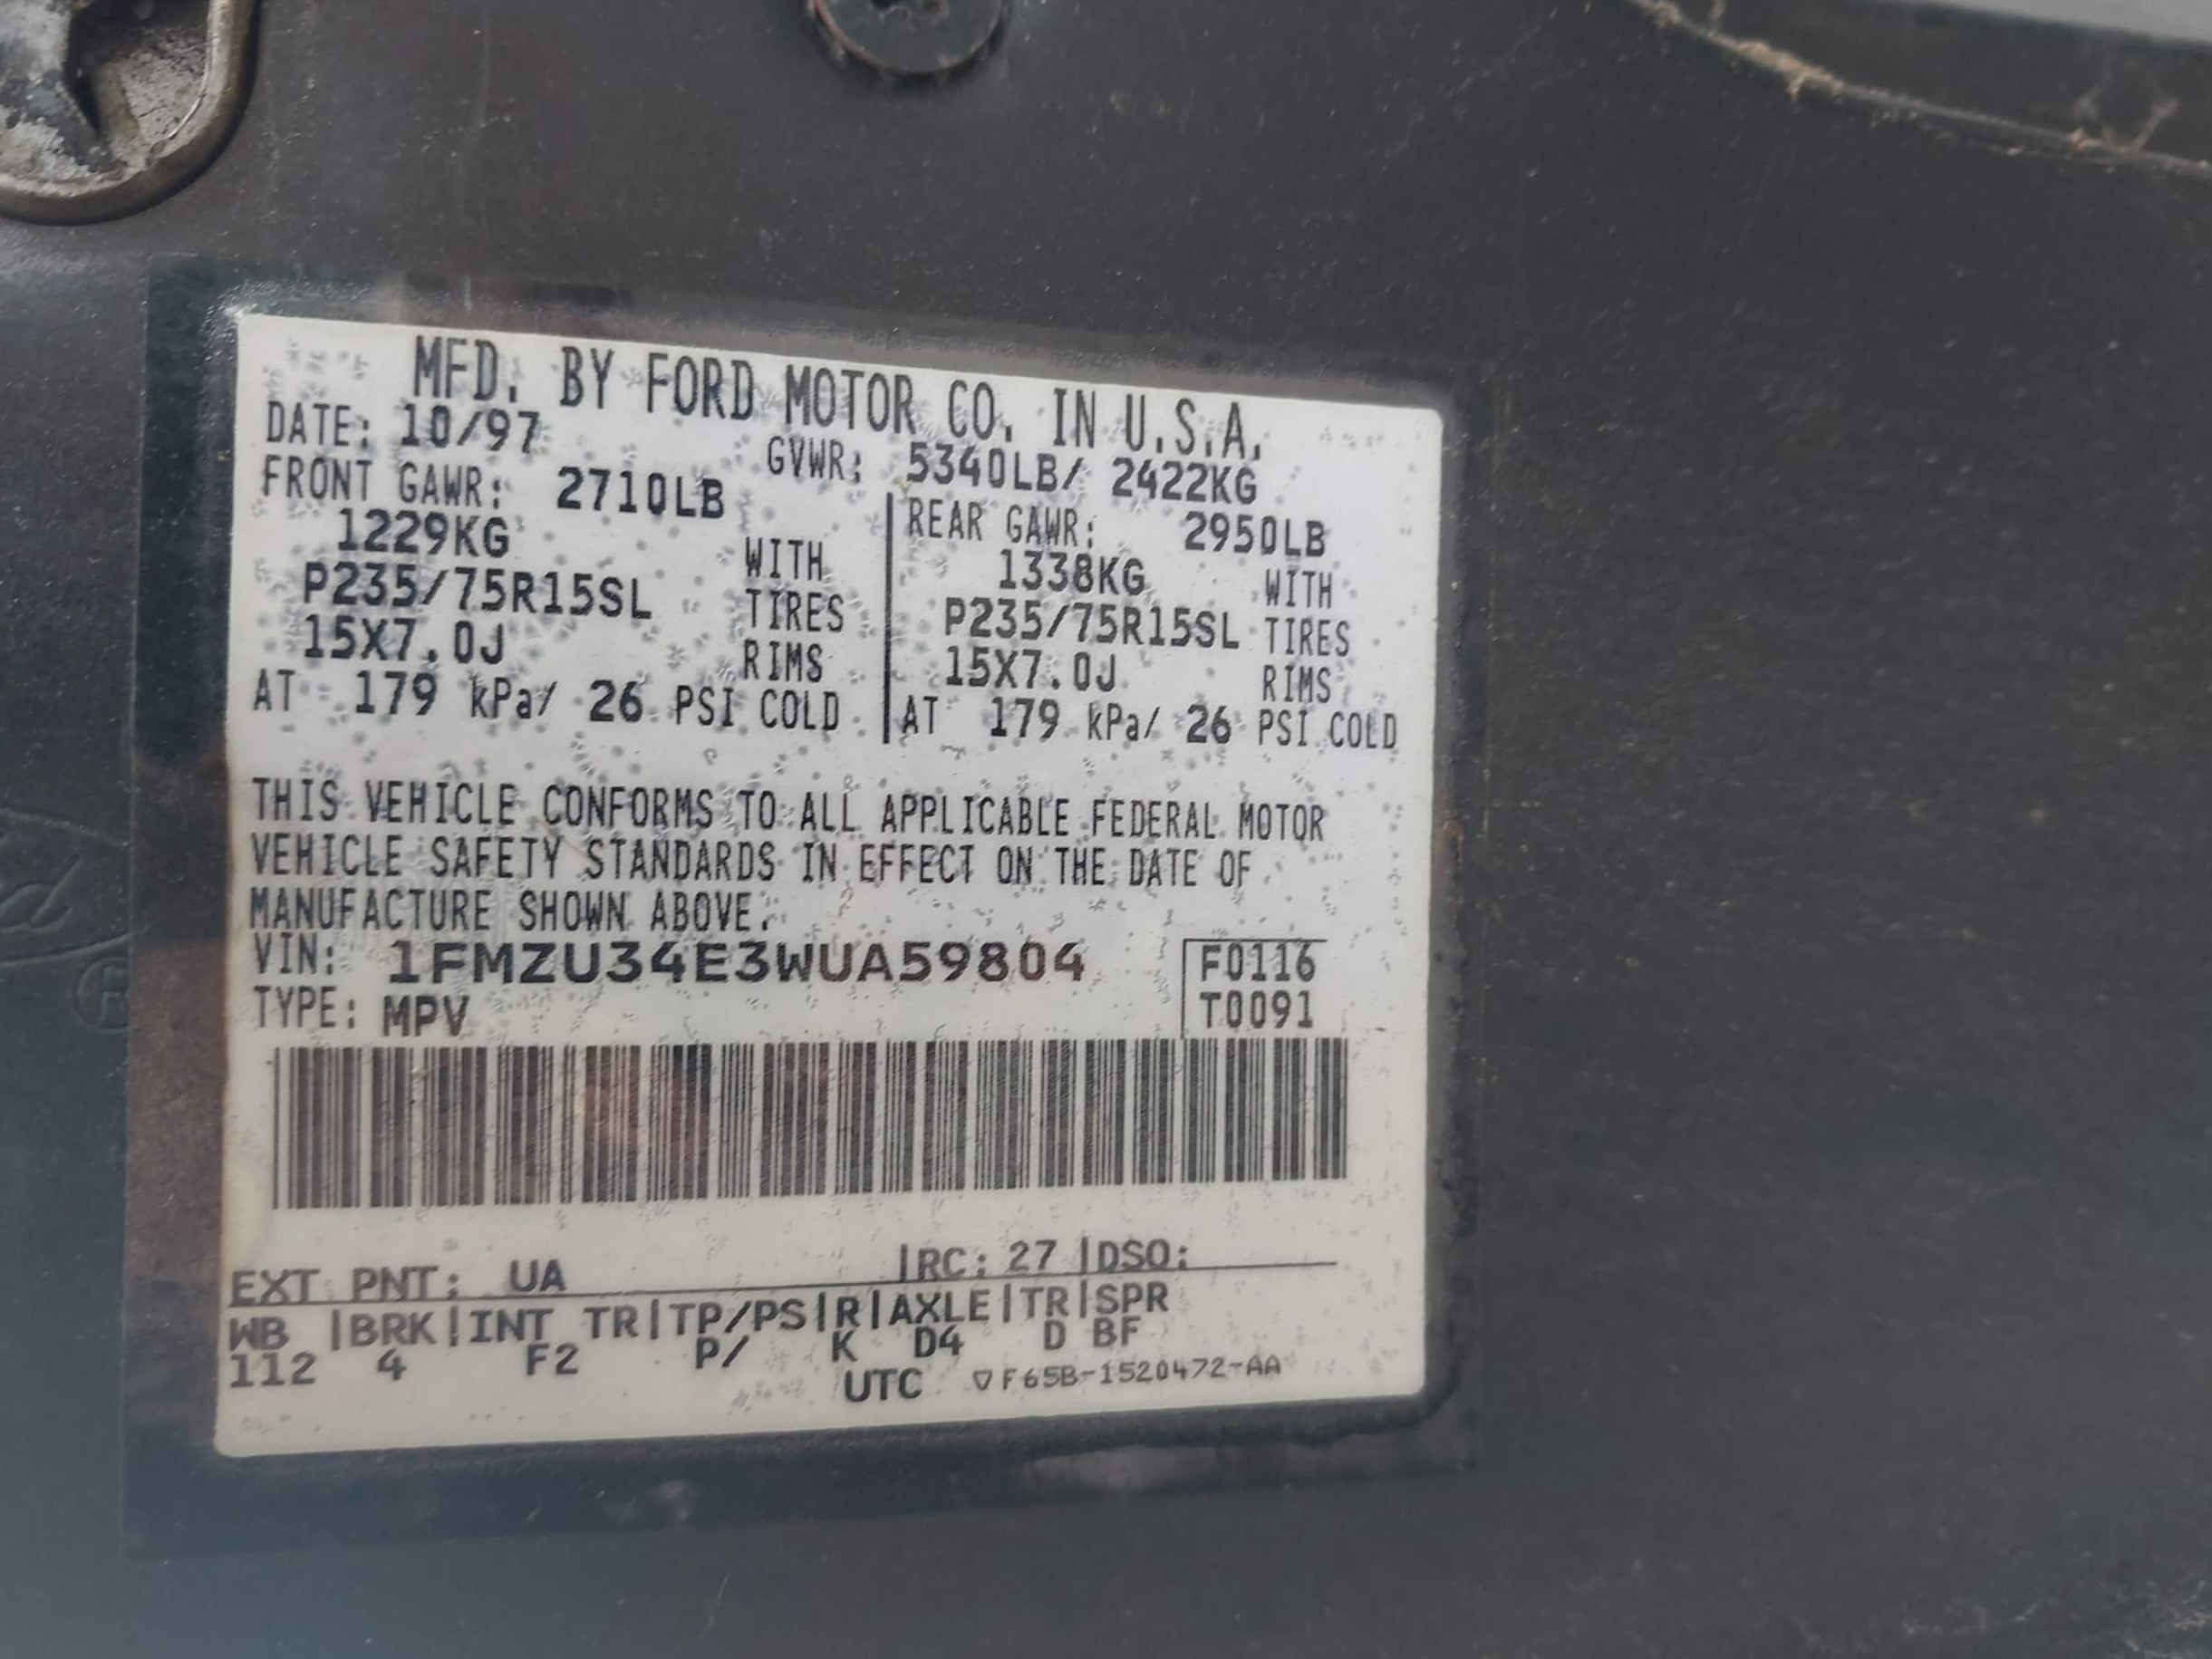 MFD. BY FORD MOTOR CO. IN U.S.A.
DATE: 10/97 GVWR: 5340LB/ 2422KG
FRONT GAWR: 2710LB
1229KG WITH
P235/75R15SL TIRES
15X7.0J RIMS
AT 179 kPa/ 26 PSI COLD
REAR GAWR: 2950LB
1338KG WITH
P235/75R15SL TIRES
15X7.0J RIMS
AT 179 kPa/ 26 PSI COLD
THIS VEHICLE CONFORMS TO ALL APPLICABLE FEDERAL MOTOR
VEHICLE SAFETY STANDARDS IN EFFECT ON THE DATE OF
MANUFACTURE SHOWN ABOVE.
VIN: 1FMZU34E3WUA59804
TYPE: MPV
F0116
T0091
EXT PNT: UA |RC: 27 |DSO:
WB |BRK|INT TR|TP/PS|R|AXLE|TR|SPR
112 4 F2 P/ K D4 D BF
UTC ▽F65B-1520472-AA